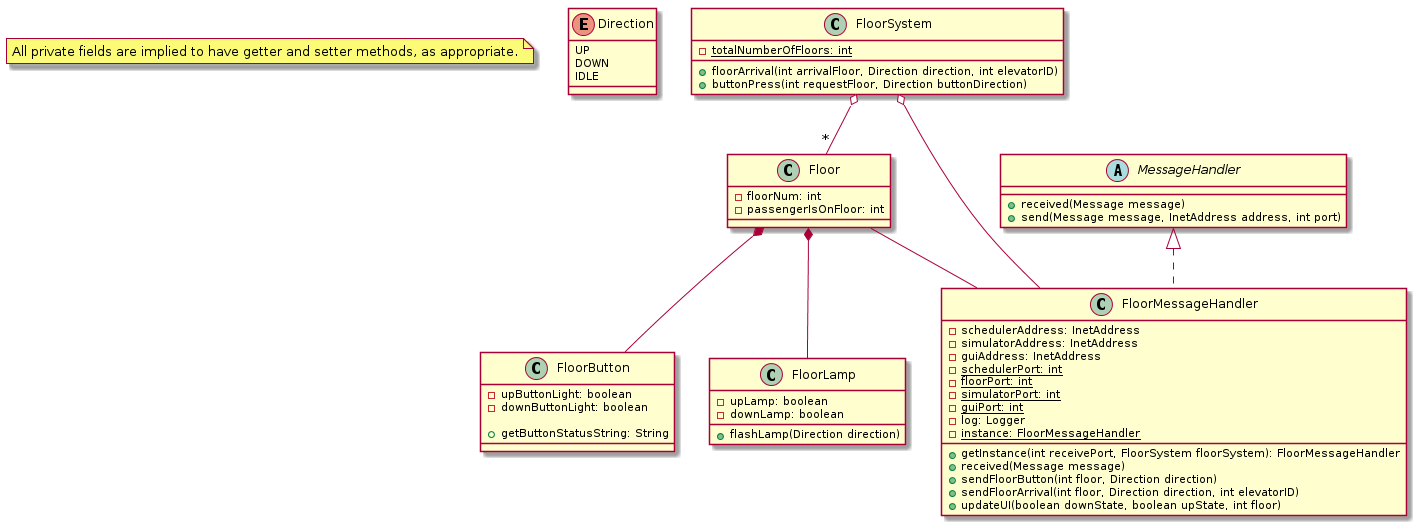 All private fields are implied to have getter and setter methods, as appropriate.
E Direction
UP
DOWN
IDLE
C FloorSystem
totalNumberOfFloors: int
floorArrival(int arrivalFloor, Direction direction, int elevatorID)
buttonPress(int requestFloor, Direction buttonDirection)
*
C Floor
floorNum: int
passengerIsOnFloor: int
A MessageHandler
received(Message message)
send(Message message, InetAddress address, int port)
C FloorButton
upButtonLight: boolean
downButtonLight: boolean
getButtonStatusString: String
C FloorLamp
upLamp: boolean
downLamp: boolean
flashLamp(Direction direction)
C FloorMessageHandler
schedulerAddress: InetAddress
simulatorAddress: InetAddress
guiAddress: InetAddress
schedulerPort: int
floorPort: int
simulatorPort: int
guiPort: int
log: Logger
instance: FloorMessageHandler
getInstance(int receivePort, FloorSystem floorSystem): FloorMessageHandler
received(Message message)
sendFloorButton(int floor, Direction direction)
sendFloorArrival(int floor, Direction direction, int elevatorID)
updateUI(boolean downState, boolean upState, int floor)